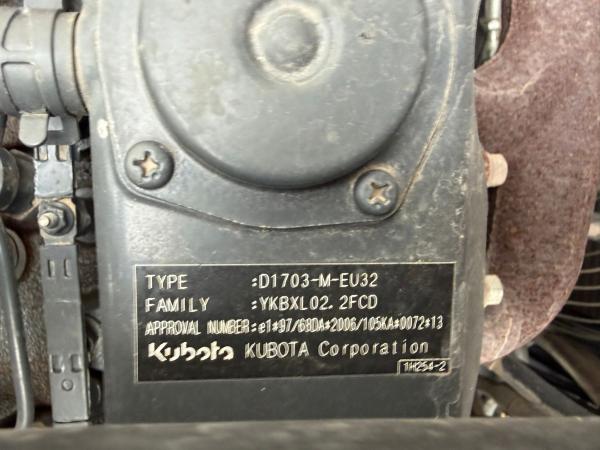 TYPE :D1703-M-EU32
FAMILY :YKBXL02.2FCD
APPROVAL NUMBER:e1*97/68DA*2006/105KA*0072*13
Kubota KUBOTA Corporation
1H254-2